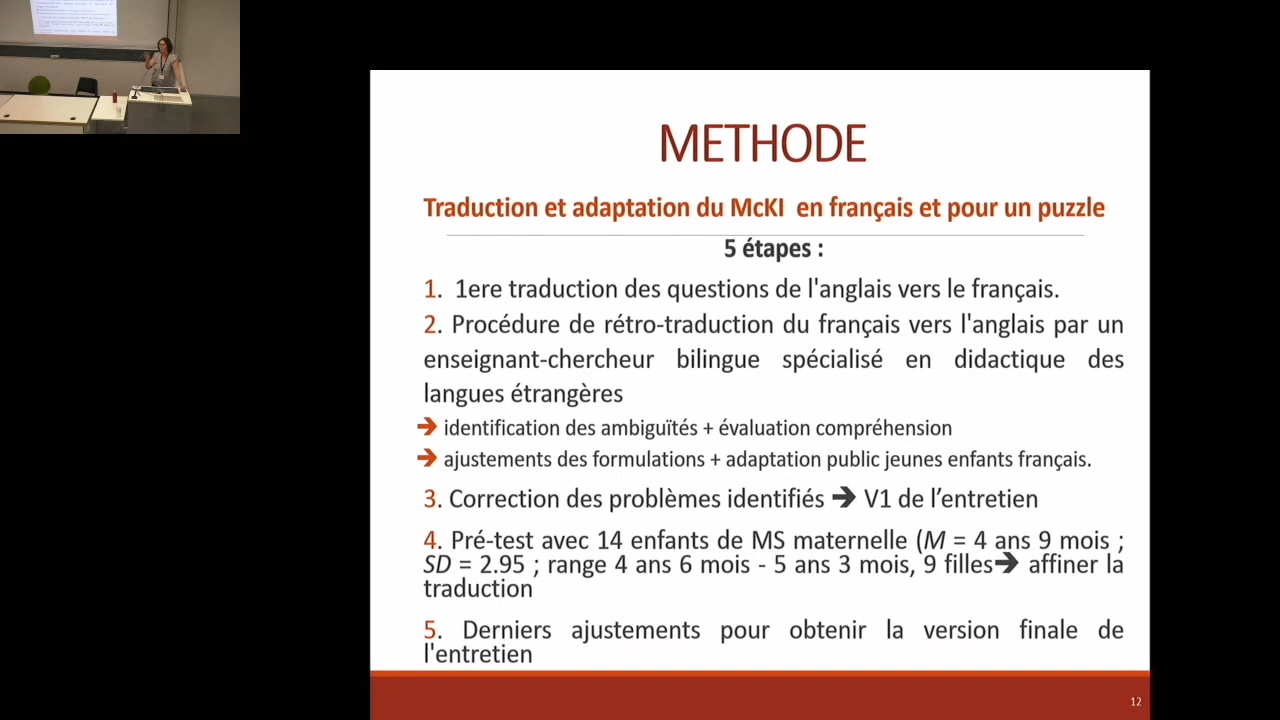 METHODE
Traduction et adaptation du McKI en français et pour un puzzle
5 étapes :
1. 1ere traduction des questions de l'anglais vers le français.
2. Procédure de rétro-traduction du français vers l'anglais par un
enseignant-chercheur bilingue spécialisé en didactique des
langues étrangères
➔ identification des ambiguïtés + évaluation compréhension
➔ ajustements des formulations + adaptation public jeunes enfants français.
3. Correction des problèmes identifiés ➔ V1 de l’entretien
4. Pré-test avec 14 enfants de MS maternelle (M = 4 ans 9 mois ;
SD = 2.95 ; range 4 ans 6 mois - 5 ans 3 mois, 9 filles➔ affiner la
traduction
5. Derniers ajustements pour obtenir la version finale de
l'entretien
12